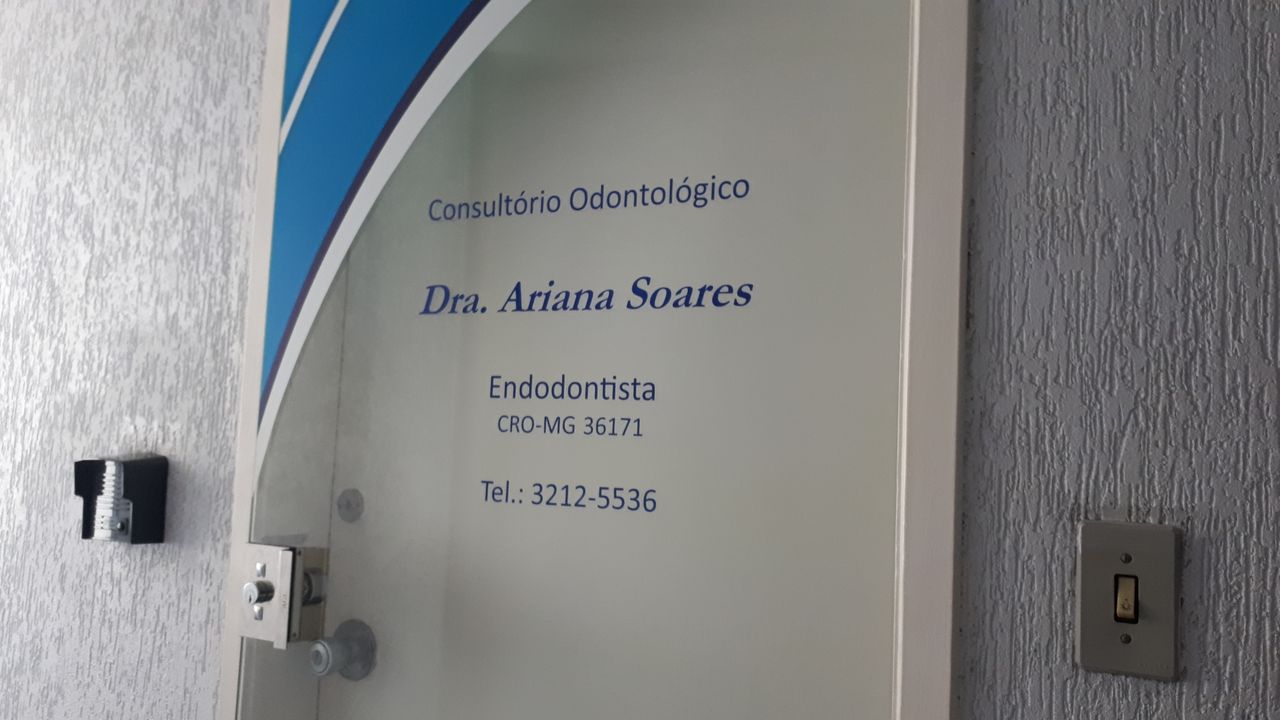 Consultório Odontológico
Dra. Ariana Soares
Endodontista
CRO-MG 36171
Tel.: 3212-5536